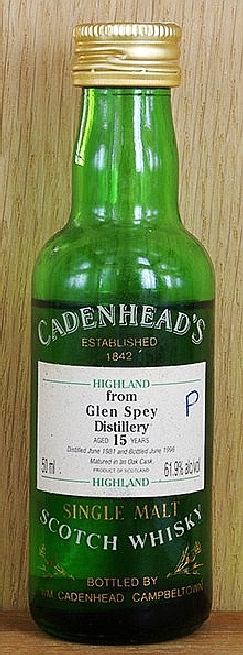 CADENHEAD'S
ESTABLISHED
1842
HIGHLAND
from
Glen Spey
Distillery
AGED 15 YEARS
Distilled June 1981 and Bottled June 1996
Matured in an Oak Cask
50ml PRODUCT OF SCOTLAND 61.9% alc/vol
HIGHLAND
P
SINGLE MALT
SCOTCH WHISKY
BOTTLED BY
WM. CADENHEAD CAMPBELTOWN